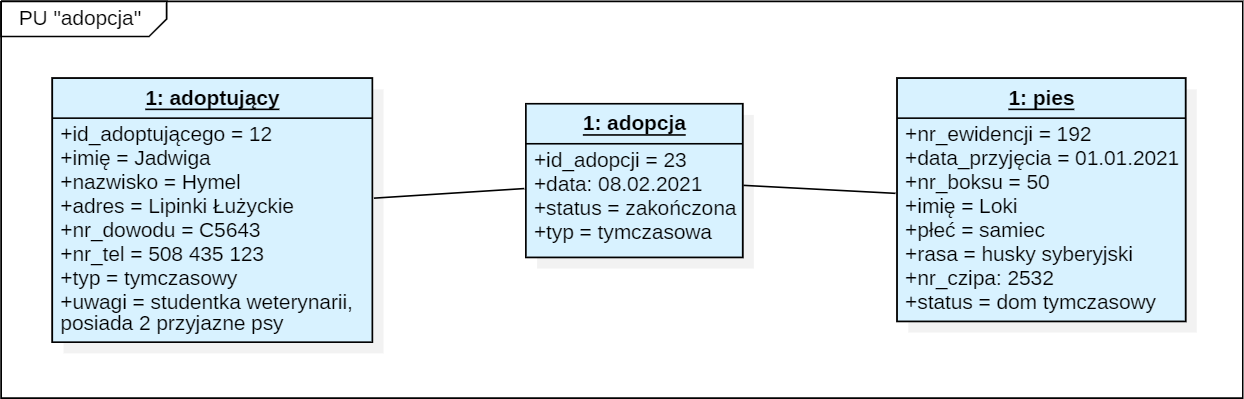 PU "adopcja"
1: adoptujący
+id_adoptującego = 12
+imię = Jadwiga
+nazwisko = Hymel
+adres = Lipinki Łużyckie
+nr_dowodu = C5643
+nr_tel = 508 435 123
+typ = tymczasowy
+uwagi = studentka weterynarii,
posiada 2 przyjazne psy
1: adopcja
+id_adopcji = 23
+data: 08.02.2021
+status = zakończona
+typ = tymczasowa
1: pies
+nr_ewidencji = 192
+data_przyjęcia = 01.01.2021
+nr_boksu = 50
+imię = Loki
+płeć = samiec
+rasa = husky syberyjski
+nr_czipa: 2532
+status = dom tymczasowy